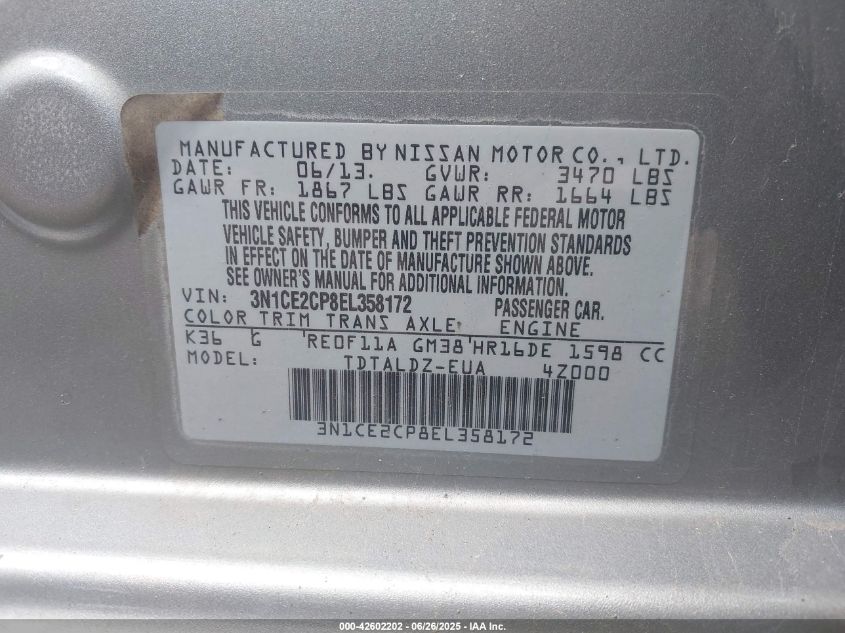 MANUFACTURED BY NISSAN MOTOR CO., LTD.
DATE: 06/13. GVWR: 3470 LBS
GAWR FR: 1867 LBS GAWR RR: 1664 LBS
THIS VEHICLE CONFORMS TO ALL APPLICABLE FEDERAL MOTOR
VEHICLE SAFETY, BUMPER AND THEFT PREVENTION STANDARDS
IN EFFECT ON THE DATE OF MANUFACTURE SHOWN ABOVE.
SEE OWNER'S MANUAL FOR ADDITIONAL INFORMATION.
VIN: 3N1CE2CP8EL358172 PASSENGER CAR.
COLOR TRIM TRANS AXLE ENGINE
K36 G RE0F11A GM38 HR16DE 1598 CC
MODEL: TDTALDZ-EUA 4Z000
3N1CE2CP8EL358172
000-42602202 - 06/26/2025 - IAA Inc.